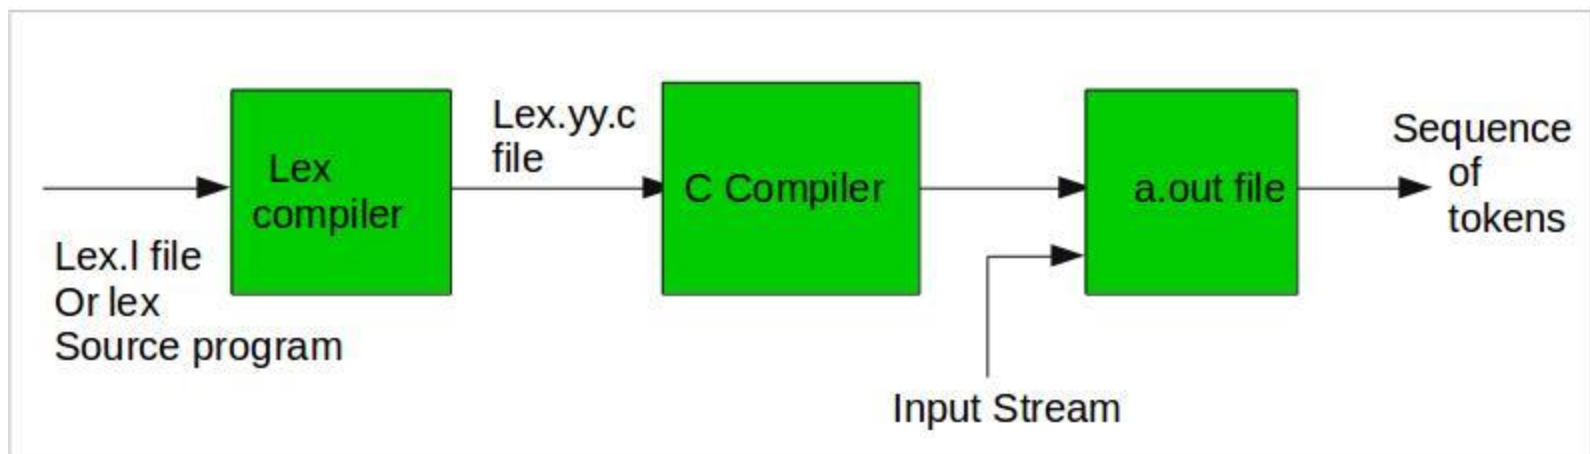 Lex.l file
Or lex
Source program
Lex
compiler
Lex.yy.c
file
C Compiler
a.out file
Input Stream
Sequence
of
tokens